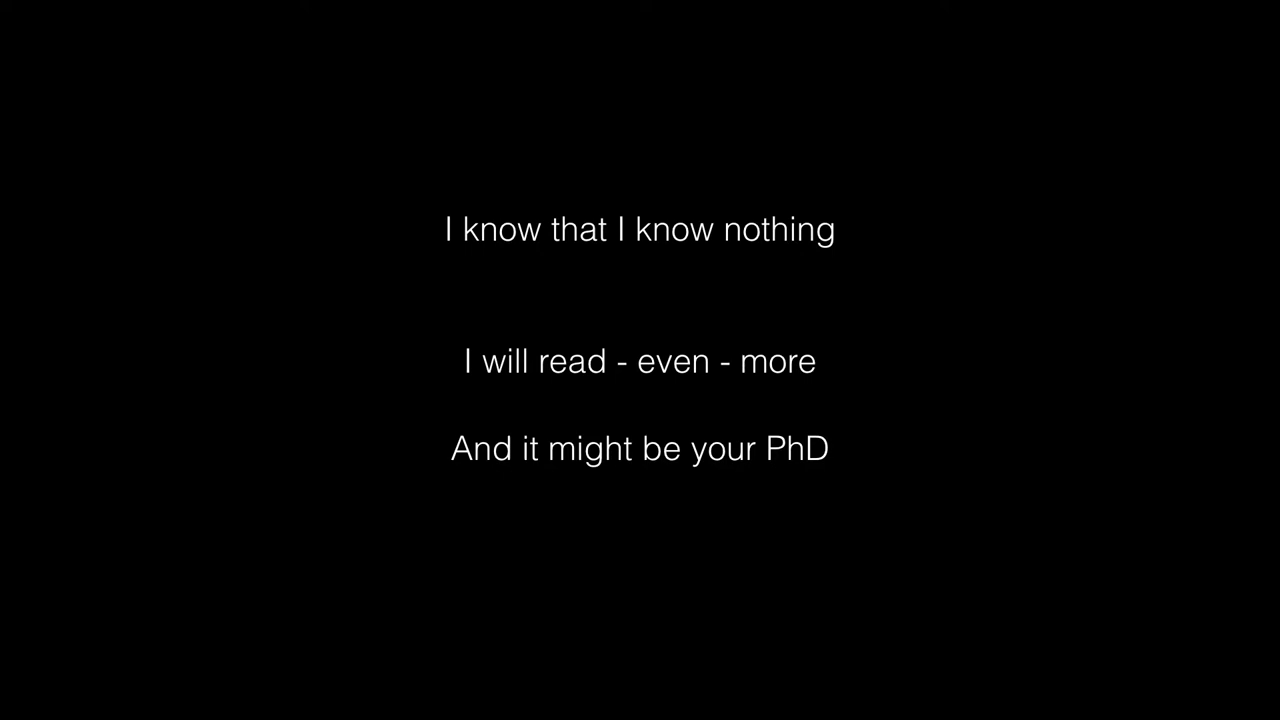 I know that I know nothing
I will read - even - more
And it might be your PhD